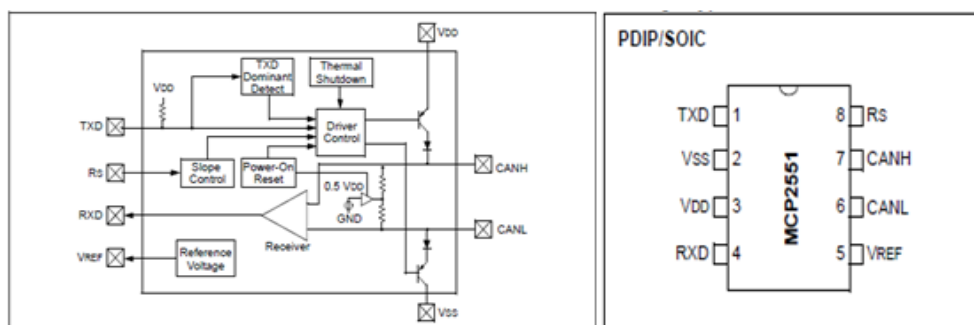 VDD
TXD
Dominant
Detect
Thermal
Shutdown
VDD
TXD
Driver
Control
RS
Slope
Control
Power-On
Reset
CANH
0.5 VDD
RXD
GND
CANL
Receiver
VREF
Reference
Voltage
VSS
PDIP/SOIC
TXD 1 8 RS
VSS 2 7 CANH
VDD 3 6 CANL
RXD 4 5 VREF
MCP2551